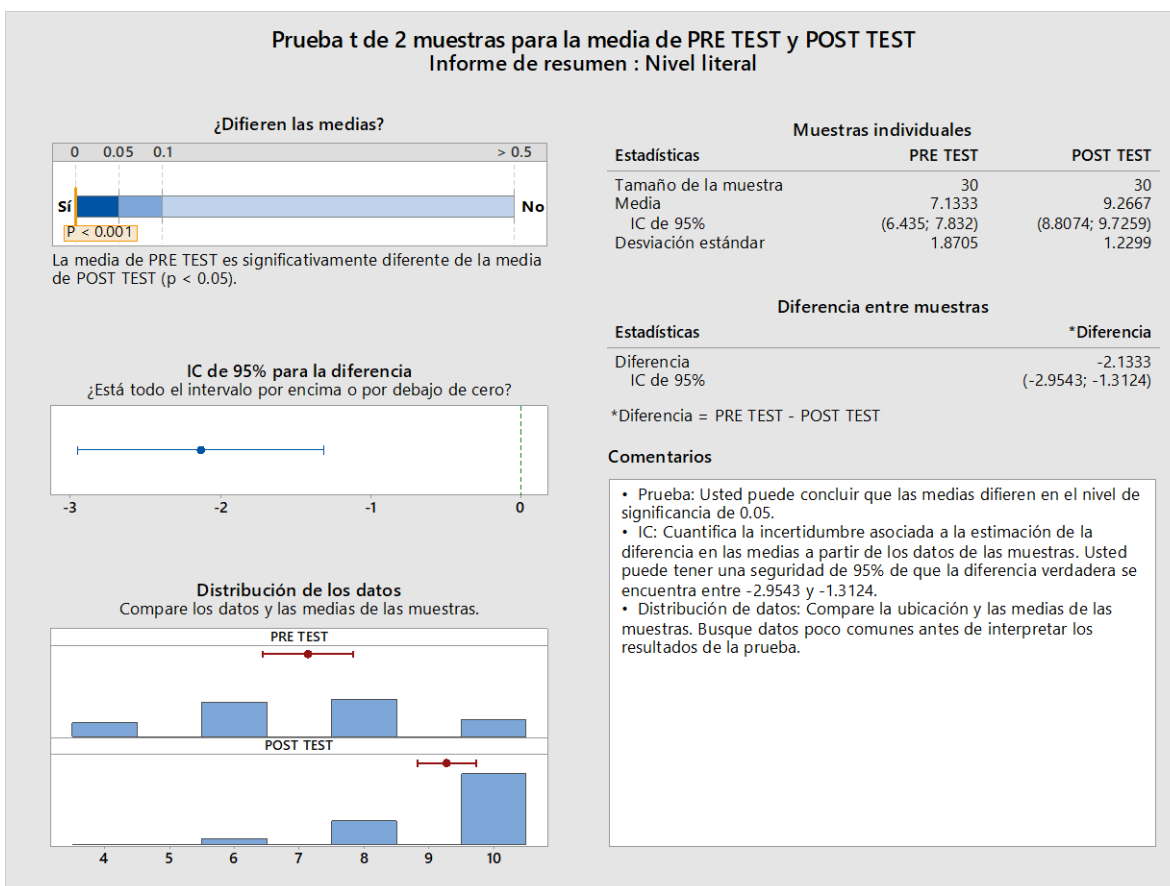 Prueba t de 2 muestras para la media de PRE TEST y POST TEST
Informe de resumen : Nivel literal
¿Difieren las medias?
0 0.05 0.1 > 0.5
Sí No
P < 0.001
La media de PRE TEST es significativamente diferente de la media
de POST TEST (p < 0.05).
IC de 95% para la diferencia
¿Está todo el intervalo por encima o por debajo de cero?
-3 -2 -1 0
Distribución de los datos
Compare los datos y las medias de las muestras.
PRE TEST
POST TEST
4 5 6 7 8 9 10
Muestras individuales
Estadísticas PRE TEST POST TEST
Tamaño de la muestra 30 30
Media 7.1333 9.2667
IC de 95% (6.435; 7.832) (8.8074; 9.7259)
Desviación estándar 1.8705 1.2299
Diferencia entre muestras
Estadísticas *Diferencia
Diferencia -2.1333
IC de 95% (-2.9543; -1.3124)
*Diferencia = PRE TEST - POST TEST
Comentarios
• Prueba: Usted puede concluir que las medias difieren en el nivel de
significancia de 0.05.
• IC: Cuantifica la incertidumbre asociada a la estimación de la
diferencia en las medias a partir de los datos de las muestras. Usted
puede tener una seguridad de 95% de que la diferencia verdadera se
encuentra entre -2.9543 y -1.3124.
• Distribución de datos: Compare la ubicación y las medias de las
muestras. Busque datos poco comunes antes de interpretar los
resultados de la prueba.